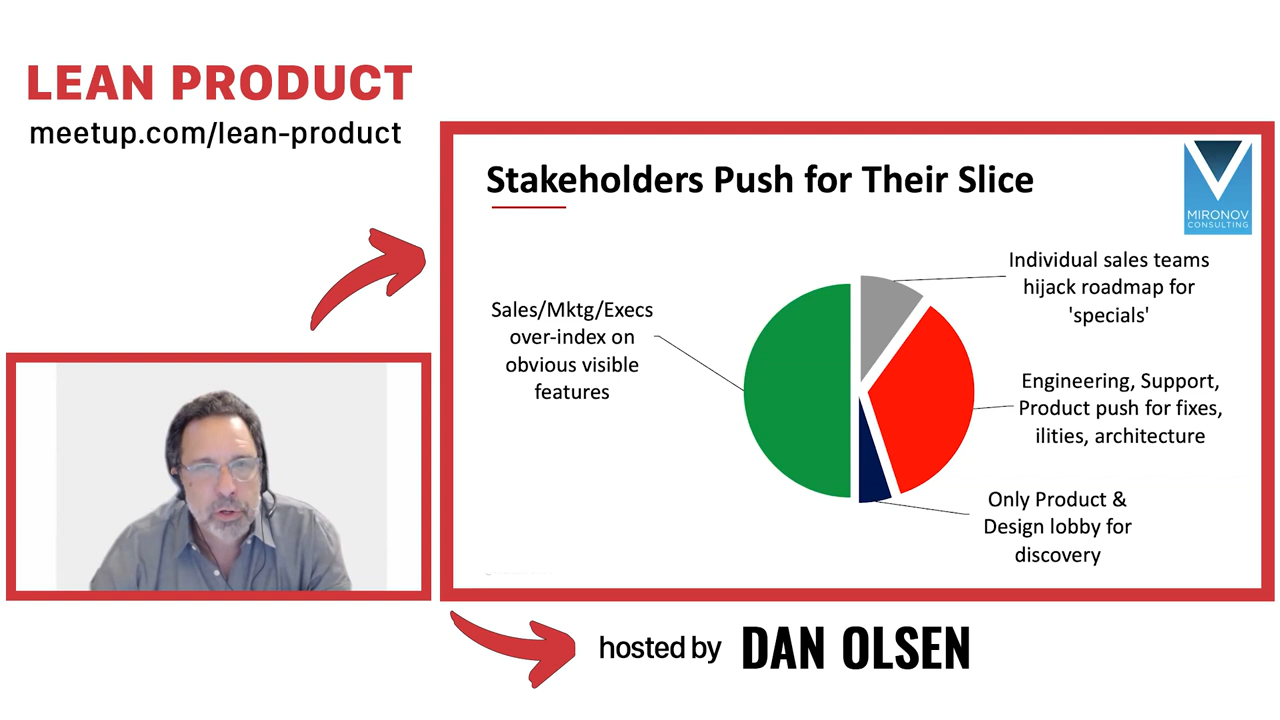 LEAN PRODUCT
meetup.com/lean-product
Stakeholders Push for Their Slice
MIRONOV
CONSULTING
Sales/Mktg/Execs
over-index on
obvious visible
features
Individual sales teams
hijack roadmap for
'specials'
Engineering, Support,
Product push for fixes,
ilities, architecture
Only Product &
Design lobby for
discovery
hosted by DAN OLSEN